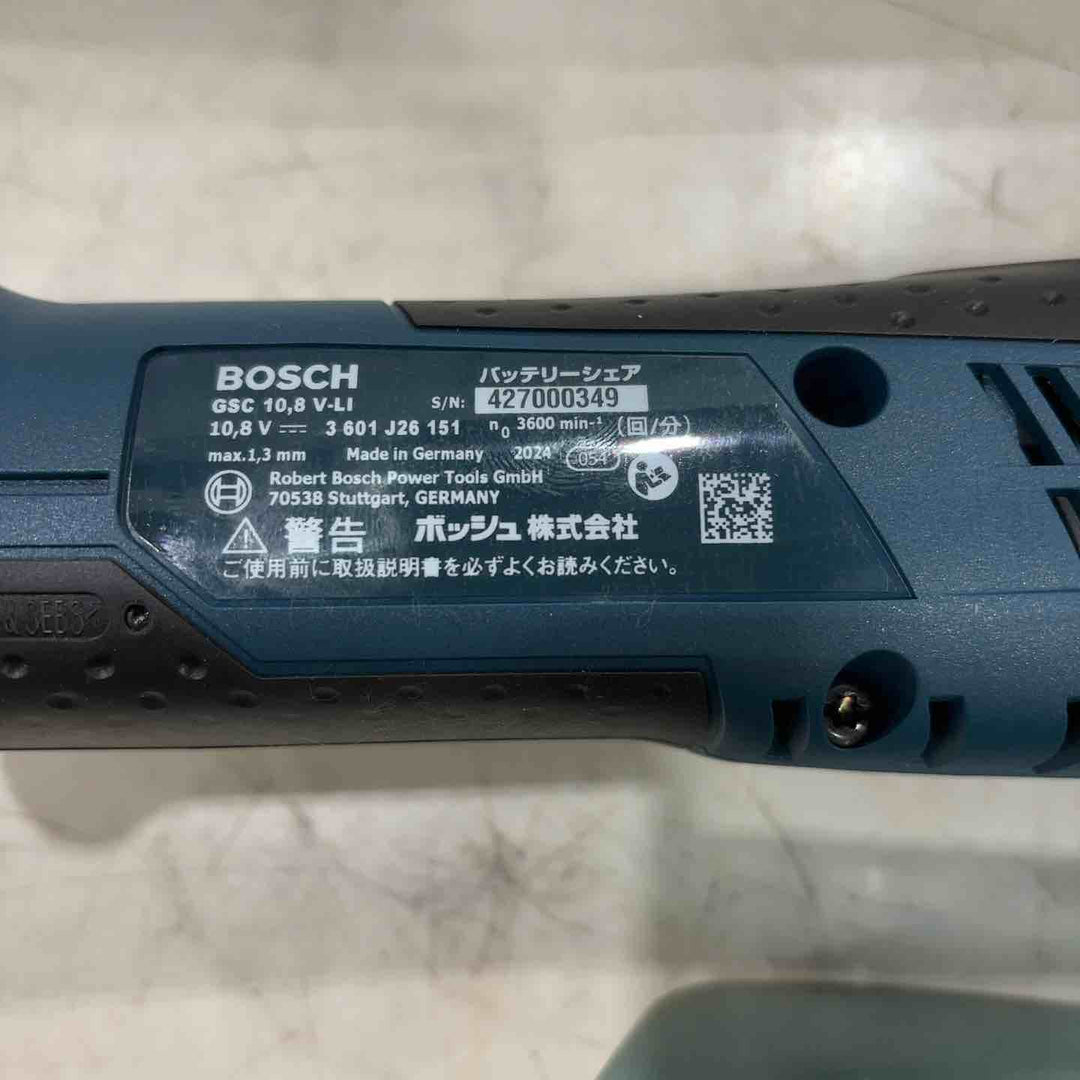 BOSCH バッテリーシェア
GSC 10,8 V-LI S/N: 427000349
10,8 V 3 601 J26 151 n0 3600 min-¹ (回/分)
max.1,3 mm Made in Germany 2024 054
Robert Bosch Power Tools GmbH
70538 Stuttgart, GERMANY
警告 ボッシュ株式会社
ご使用前に取扱説明書を必ずよくお読みください。